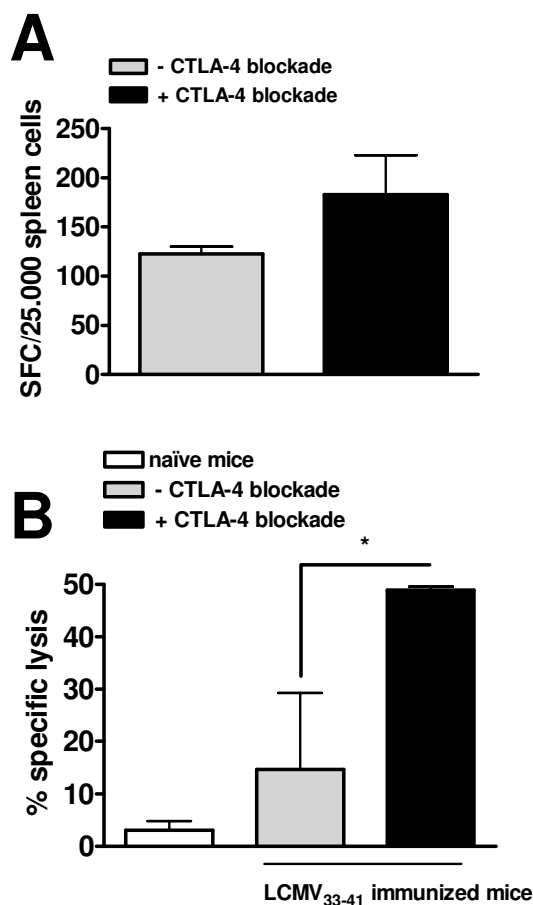 A
- CTLA-4 blockade
+ CTLA-4 blockade
SFC/25.000 spleen cells
250
200
150
100
50
0
B
naïve mice
- CTLA-4 blockade
+ CTLA-4 blockade
*
% specific lysis
50
40
30
20
10
0
LCMV33-41 immunized mice